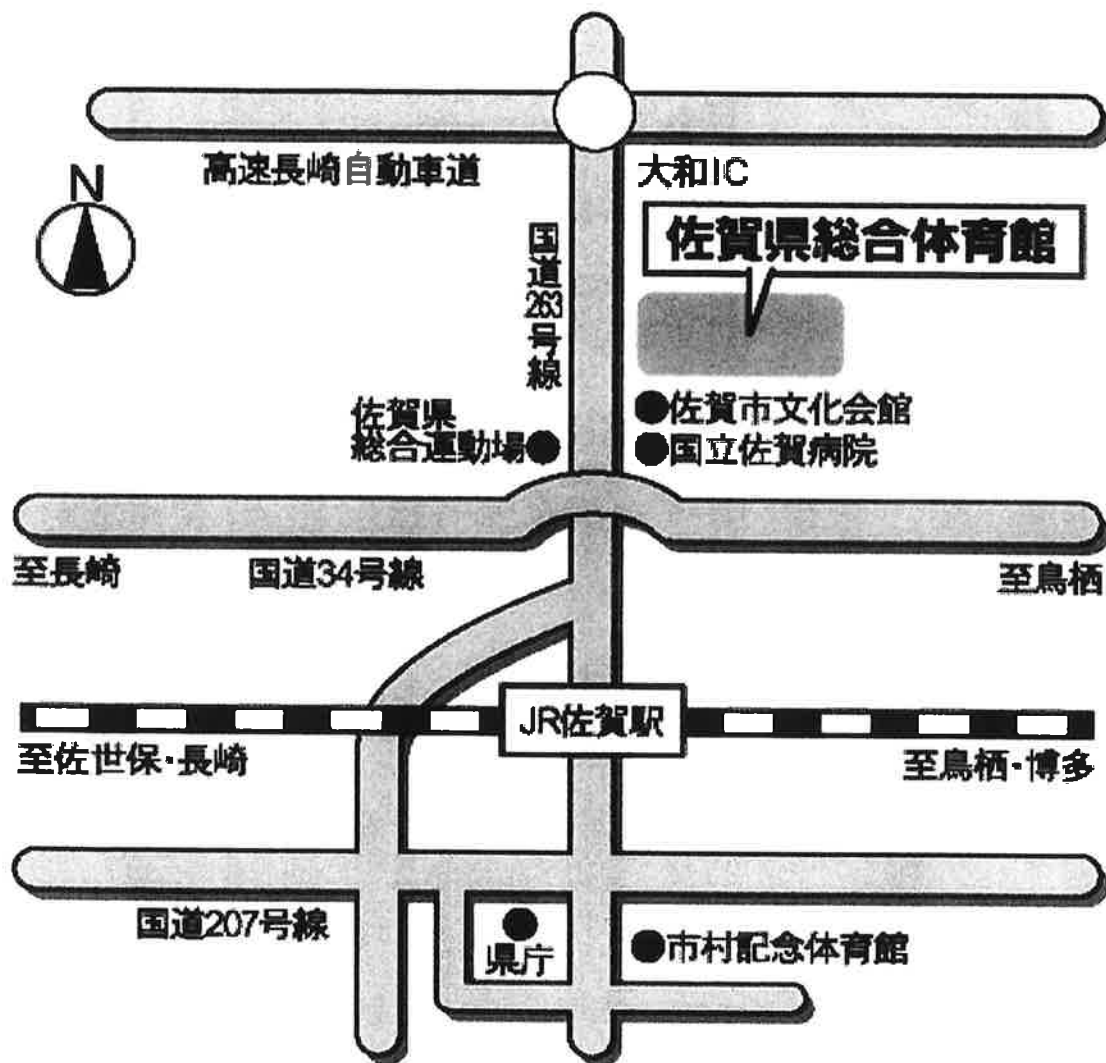 高速長崎自動車道
大和IC
N
佐賀県総合体育館
国道263号線
佐賀県
総合運動場
佐賀市文化会館
国立佐賀病院
至長崎
国道34号線
至鳥栖
JR佐賀駅
至佐世保・長崎
至鳥栖・博多
国道207号線
県庁
市村記念体育館